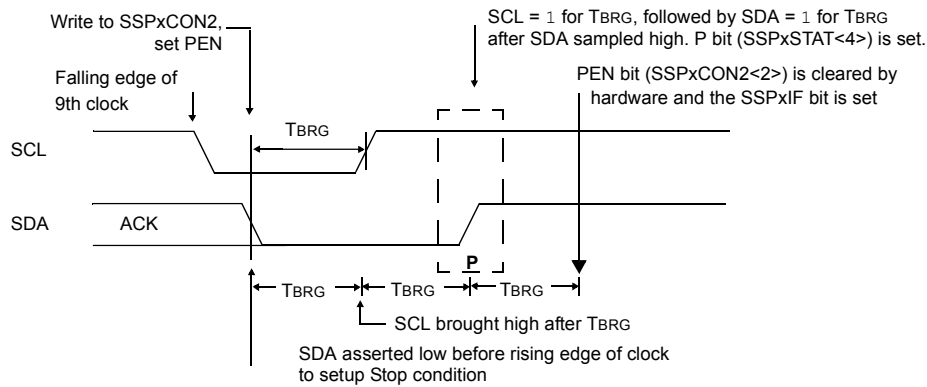 Write to SSPxCON2,
set PEN
SCL = 1 for TBRG, followed by SDA = 1 for TBRG
after SDA sampled high. P bit (SSPxSTAT<4>) is set.
Falling edge of
9th clock
PEN bit (SSPxCON2<2>) is cleared by
hardware and the SSPxIF bit is set
TBRG
SCL
SDA
ACK
P
TBRG
TBRG
TBRG
SCL brought high after TBRG
SDA asserted low before rising edge of clock
to setup Stop condition